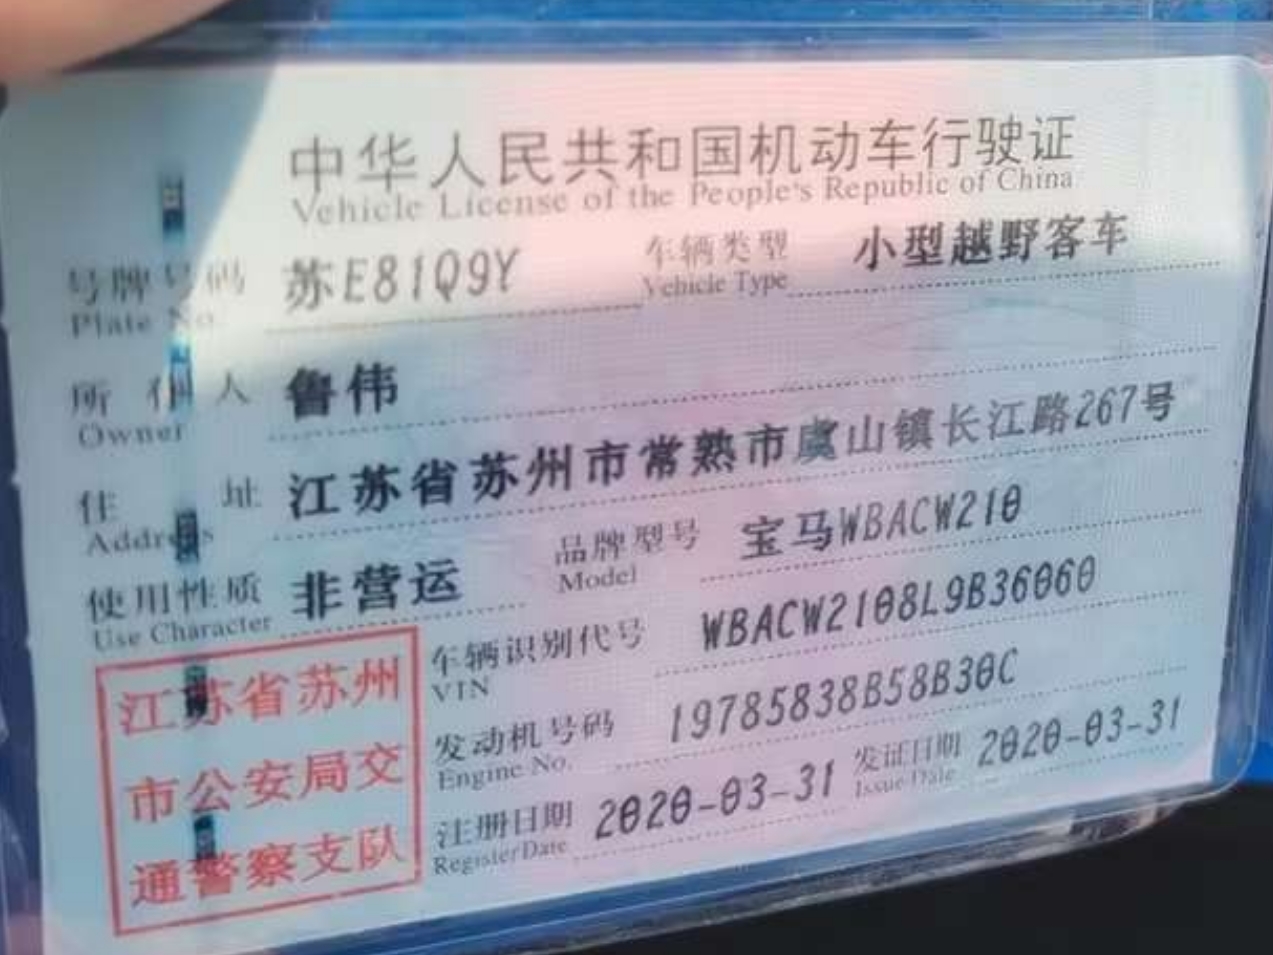 中华人民共和国机动车行驶证
Vehicle License of the People's Republic of China
号牌号码 苏E81Q9Y 车辆类型 小型越野客车
Plate No. Vehicle Type
所有人 鲁伟
Owner
住址 江苏省苏州市常熟市虞山镇长江路267号
Address
使用性质 非营运 品牌型号 宝马WBACW210
Use Character Model
车辆识别代号 WBACW2108L9B36060
VIN
发动机号码 19785838B58B30C
Engine No.
注册日期 2020-03-31 发证日期 2020-03-31
Register Date Issue Date
江苏省苏州
市公安局交
通警察支队